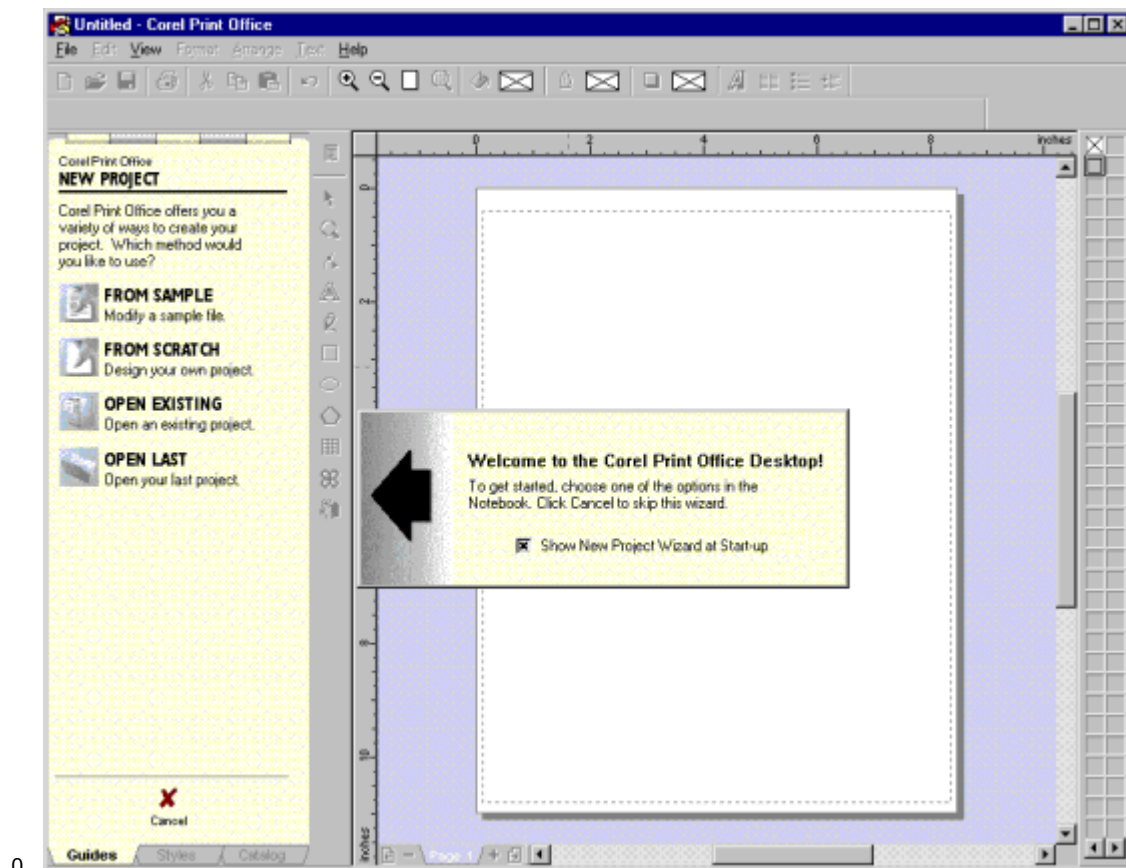 Untitled - Corel Print Office
File Edit View Format Arrange Text Help
0 2 4 6 8 inches
Corel Print Office
NEW PROJECT
Corel Print Office offers you a
variety of ways to create your
project. Which method would
you like to use?
FROM SAMPLE
Modify a sample file.
FROM SCRATCH
Design your own project.
OPEN EXISTING
Open an existing project.
OPEN LAST
Open your last project.
0
2
Welcome to the Corel Print Office Desktop!
To get started, choose one of the options in the
Notebook. Click Cancel to skip this wizard.
Show New Project Wizard at Start-up
8
10
inches
Cancel
Guides Styles Catalog
Page 1
0